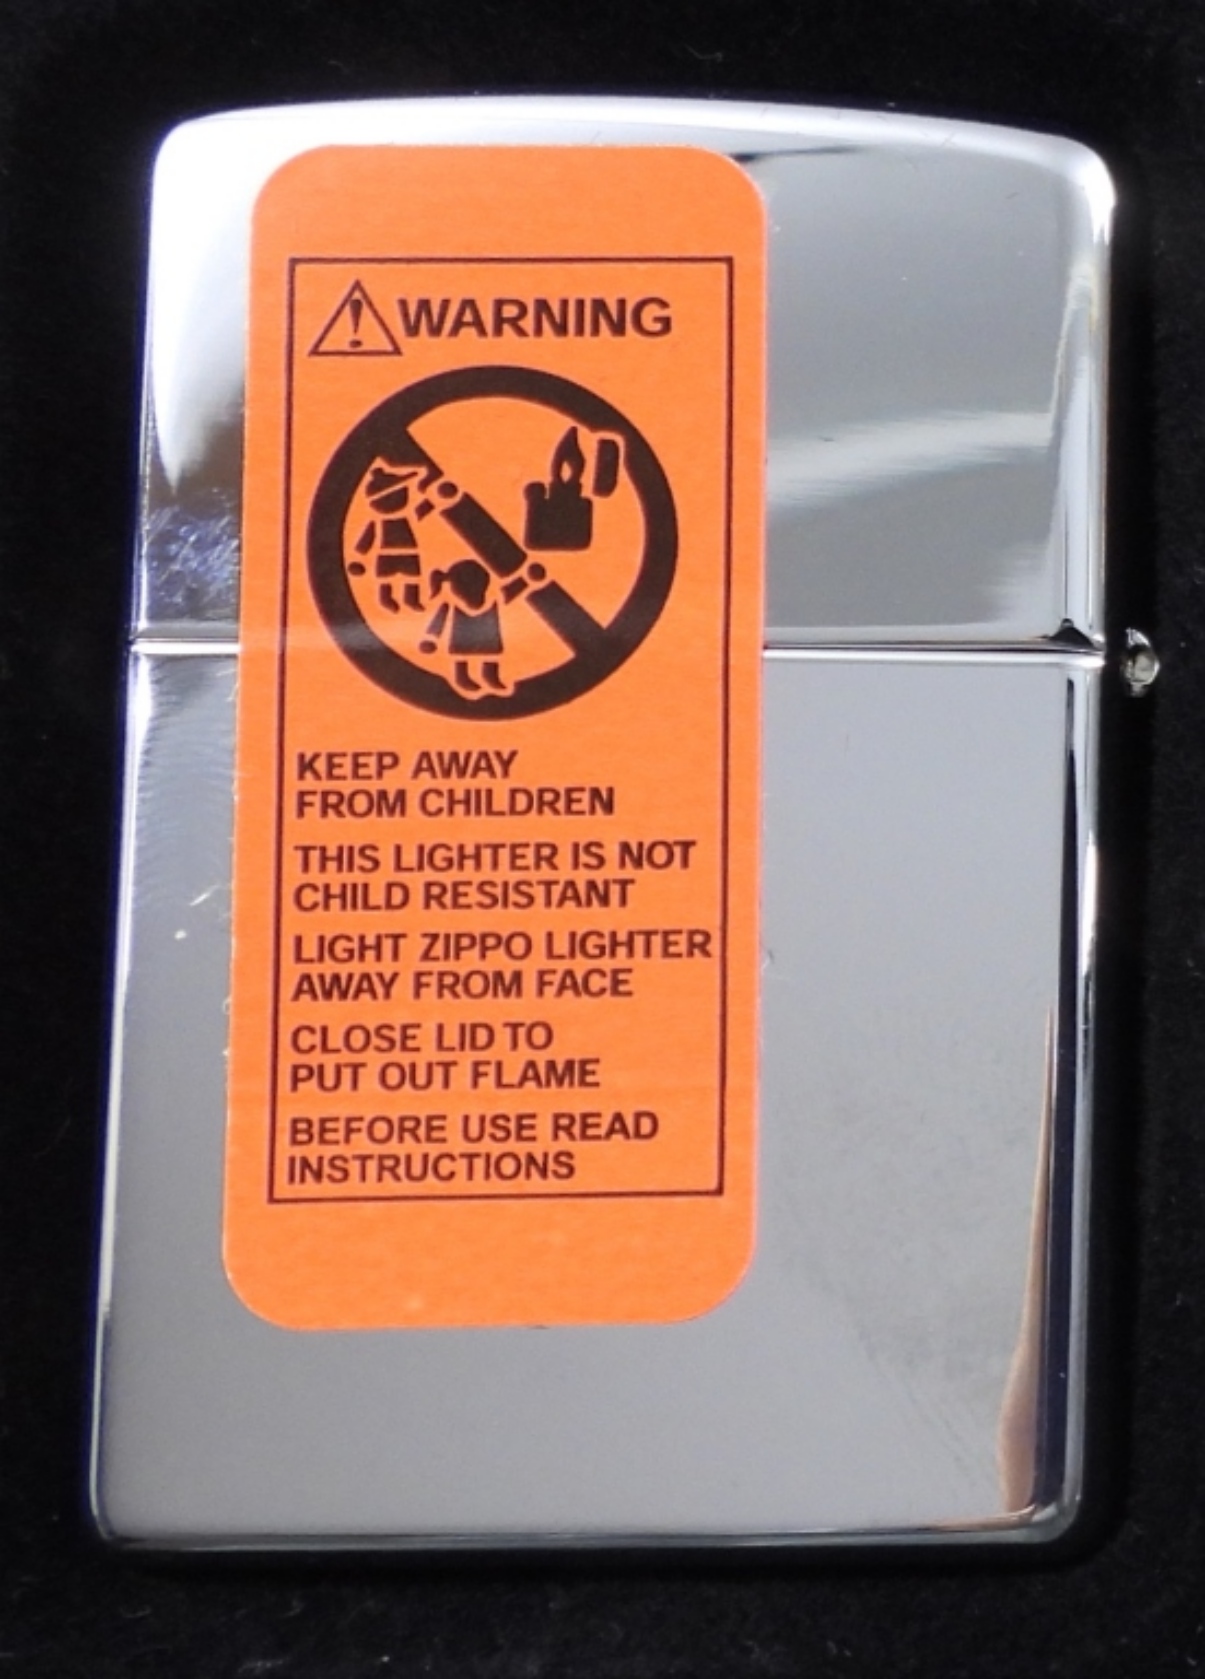 WARNING
KEEP AWAY
FROM CHILDREN
THIS LIGHTER IS NOT
CHILD RESISTANT
LIGHT ZIPPO LIGHTER
AWAY FROM FACE
CLOSE LID TO
PUT OUT FLAME
BEFORE USE READ
INSTRUCTIONS